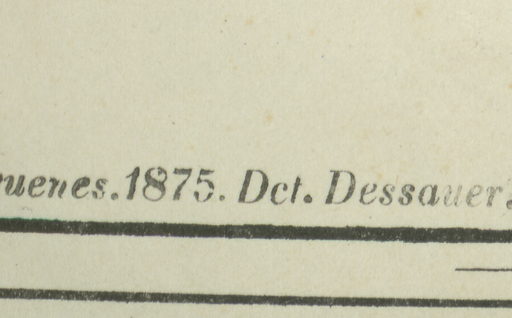 uenes. 1875. Dct. Dessauer.